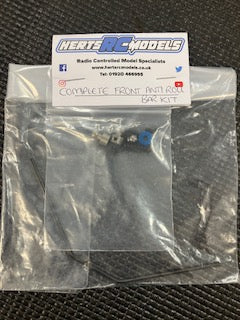 HERTS RC MODELS
Radio Controlled Model Specialists
www.hertsrcmodels.co.uk
Tel: 01920 466955
COMPLETE FRONT ANTI ROLL
BAR KIT